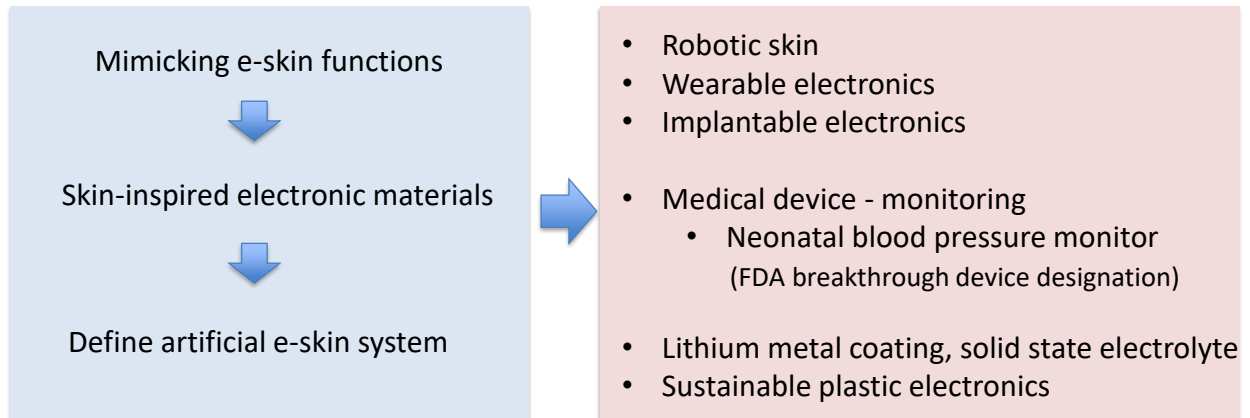 Mimicking e-skin functions
Skin-inspired electronic materials
Define artificial e-skin system
• Robotic skin
• Wearable electronics
• Implantable electronics
• Medical device - monitoring
• Neonatal blood pressure monitor
(FDA breakthrough device designation)
• Lithium metal coating, solid state electrolyte
• Sustainable plastic electronics